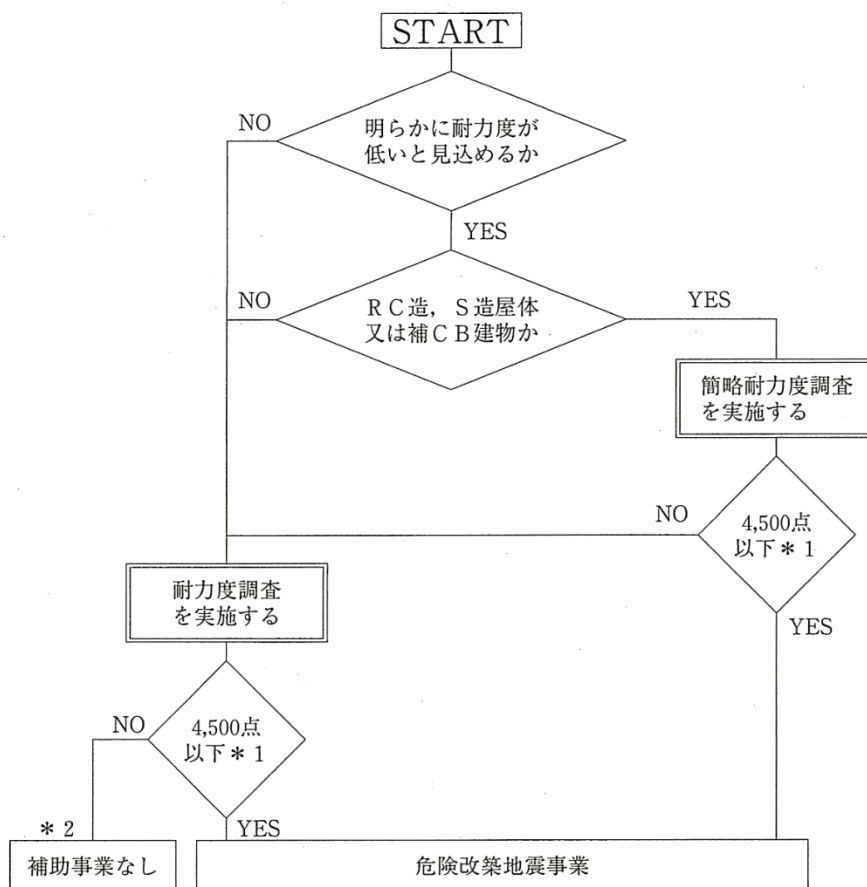 START
NO
明らかに耐力度が
低いと見込めるか
YES
NO
ＲＣ造，Ｓ造屋体
又は補ＣＢ建物か
YES
簡略耐力度調査
を実施する
NO
4,500点
以下＊1
耐力度調査
を実施する
YES
NO
4,500点
以下＊1
＊2
YES
補助事業なし
危険改築地震事業